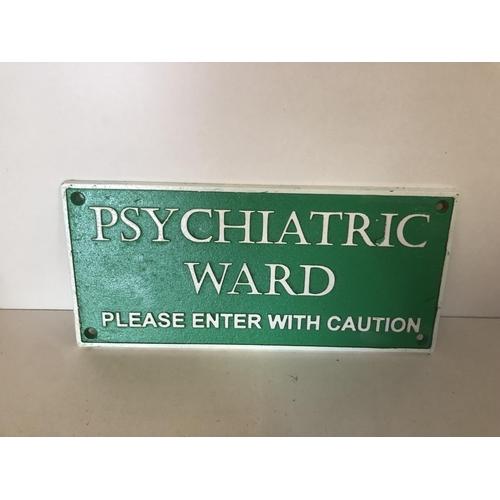 PSYCHIATRIC
WARD
PLEASE ENTER WITH CAUTION